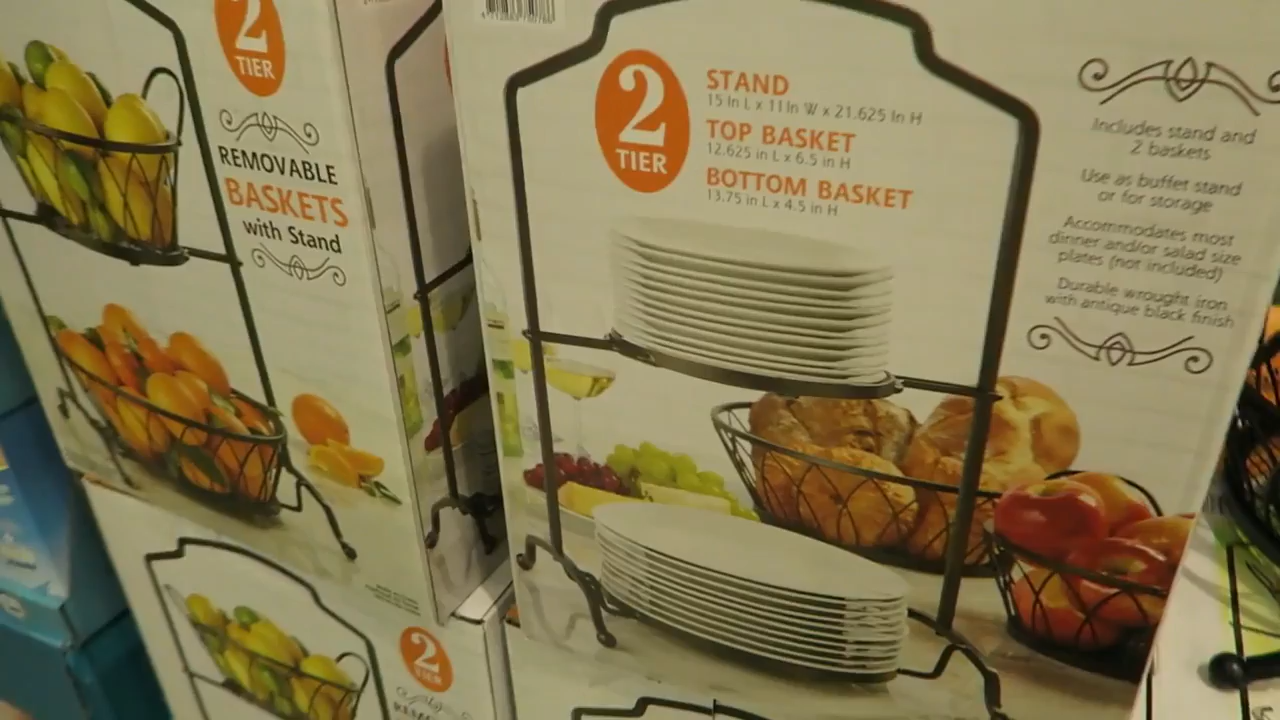 2
TIER
REMOVABLE
BASKETS
with Stand
2
TIER
STAND
15 in L x 11 in W x 21.625 in H
TOP BASKET
12.625 in L x 6.5 in H
BOTTOM BASKET
13.75 in L x 4.5 in H
Includes stand and
2 baskets
Use as buffet stand
or for storage
Accommodates most
dinner and/or salad size
plates (not included)
Durable wrought iron
with antique black finish
2
TIER